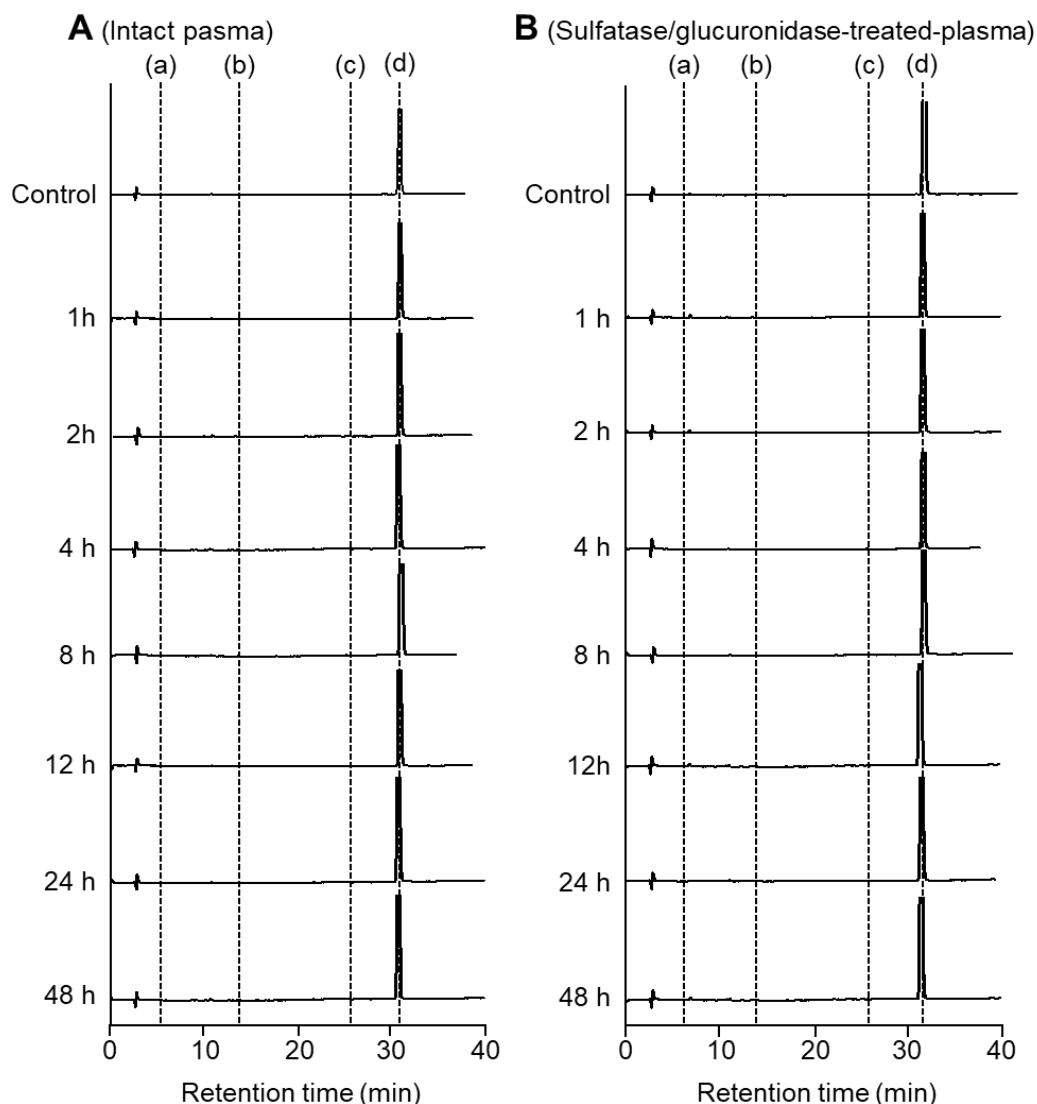 A (Intact pasma)
(a) (b) (c) (d)
Control
1h
2h
4 h
8 h
12 h
24 h
48 h
0 10 20 30 40
Retention time (min)
B (Sulfatase/glucuronidase-treated-plasma)
(a) (b) (c) (d)
Control
1 h
2 h
4 h
8 h
12h
24 h
48 h
0 10 20 30 40
Retention time (min)